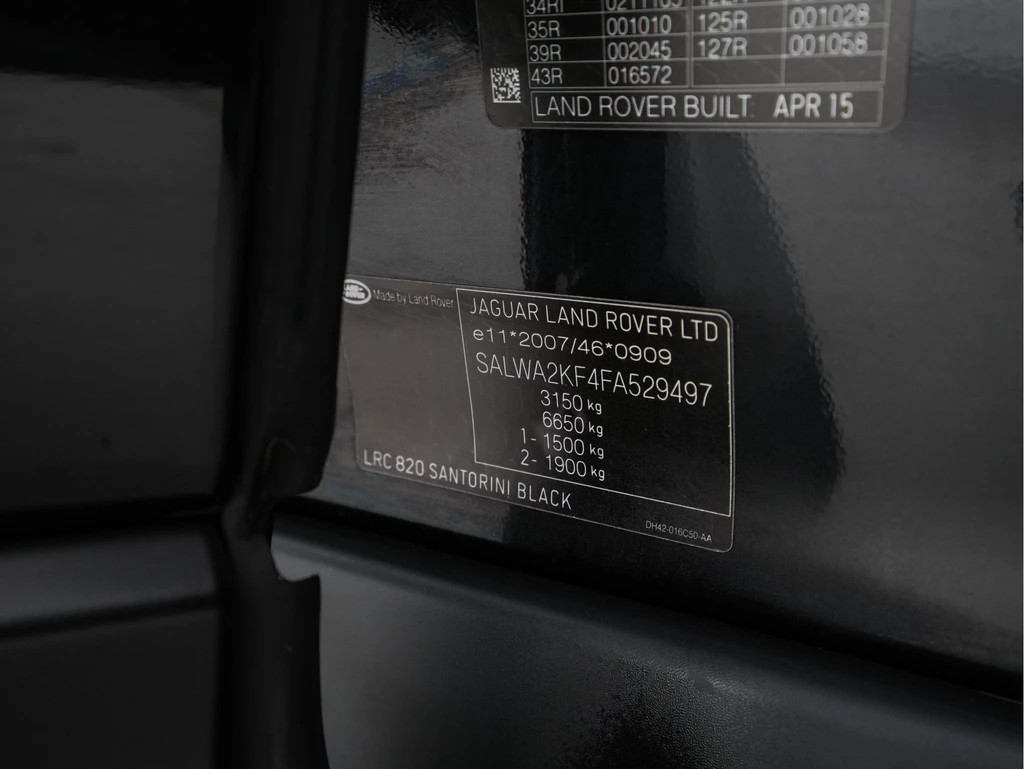 35R 001010 125R 001028
39R 002045 127R 001058
43R 016572
LAND ROVER BUILT APR 15
LAND ROVER Made by Land Rover
JAGUAR LAND ROVER LTD
e11*2007/46*0909
SALWA2KF4FA529497
3150 kg
6650 kg
1- 1500 kg
2- 1900 kg
LRC 820 SANTORINI BLACK
DH42-016C50-AA